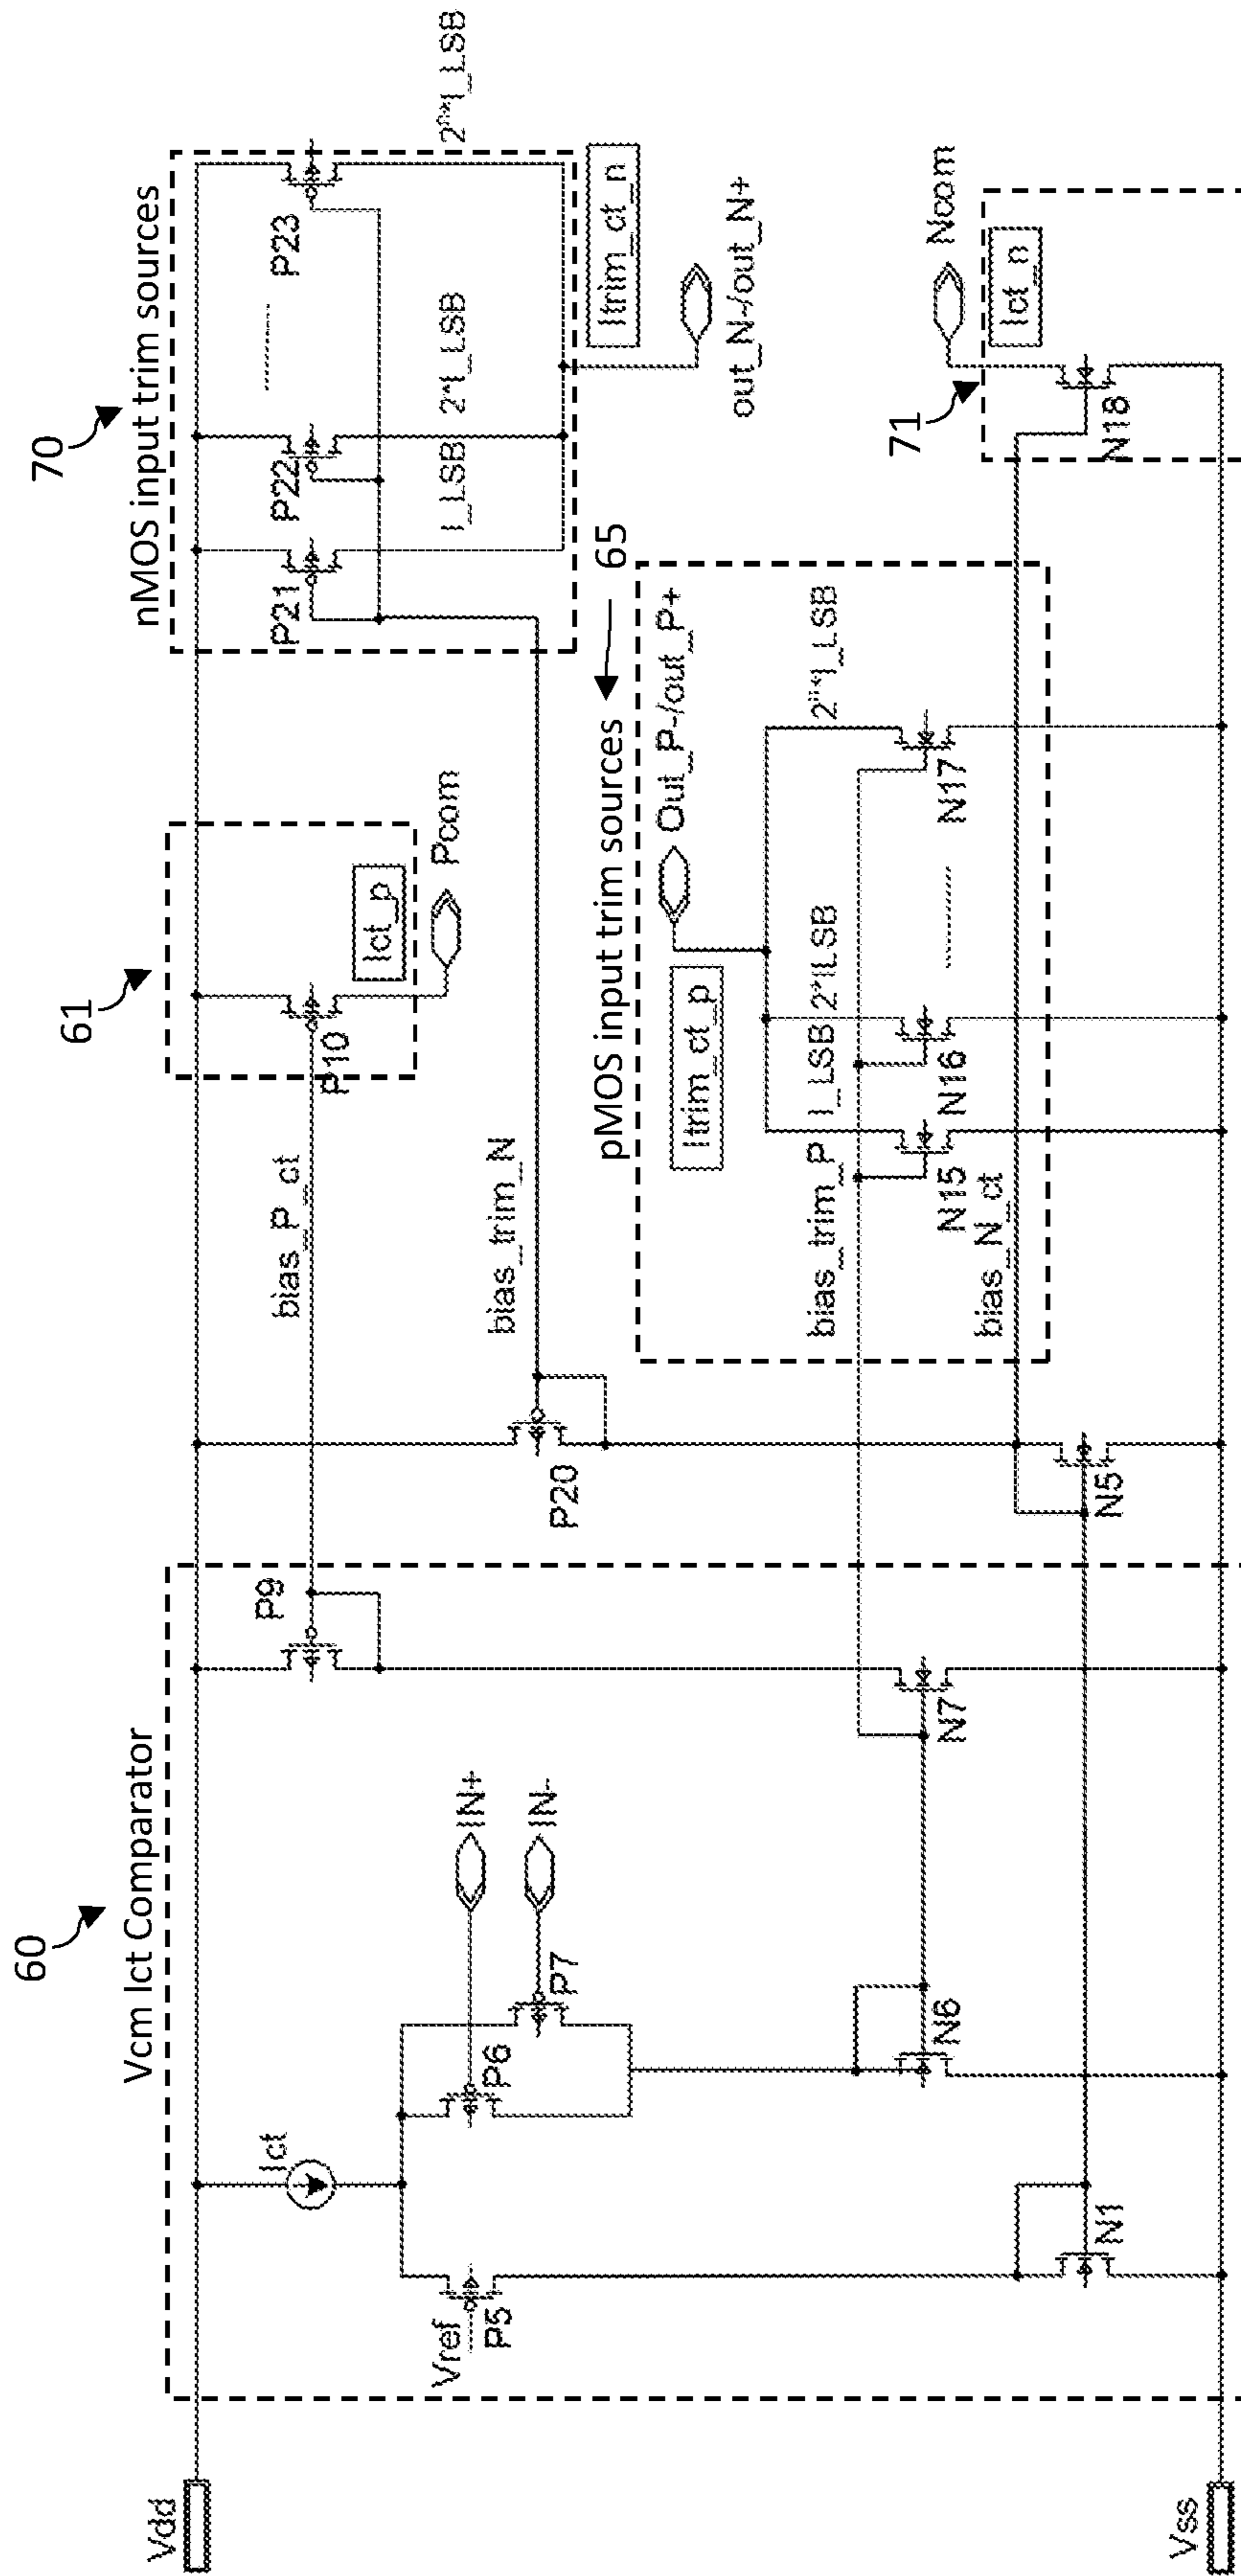 60
Vcm Ict Comparator
61
70
nMOS input trim sources
Vdd
Ict
P9
bias_P_ct
P10
Ict_p
Pcom
P21
P22
P23
I_LSB
2*I_LSB
2ⁿ*I_LSB
Itrim_ct_n
out_N-/out_N+
Vref
P5
P6
P7
IN+
IN-
P20
bias_trim_N
pMOS input trim sources
65
Itrim_ct_p
Out_P-/out_P+
bias_trim_P
I_LSB
2*ILSB
2ⁿ*I_LSB
N6
N7
N15
N16
N17
bias_N_ct
71
Ncom
Ict_n
N1
N5
N18
Vss